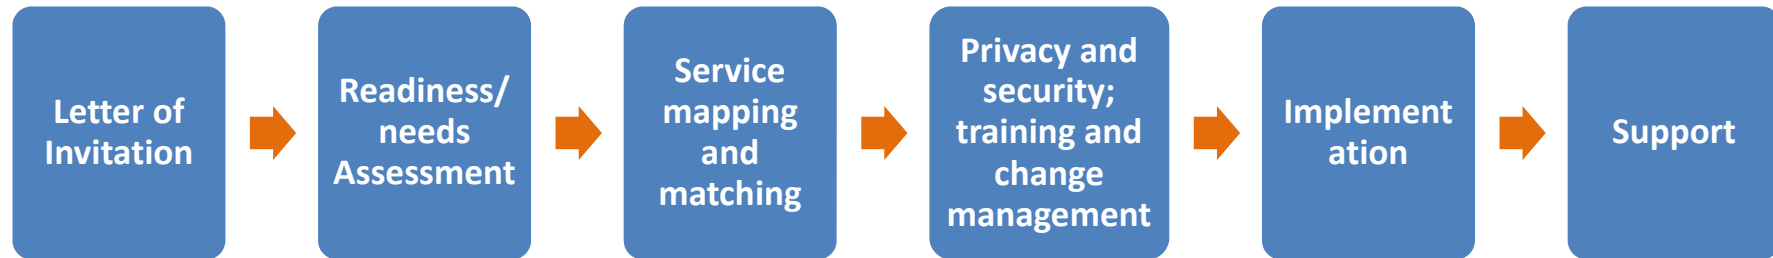 Letter of
Invitation
Readiness/
needs
Assessment
Service
mapping
and
matching
Privacy and
security;
training and
change
management
Implement
ation
Support